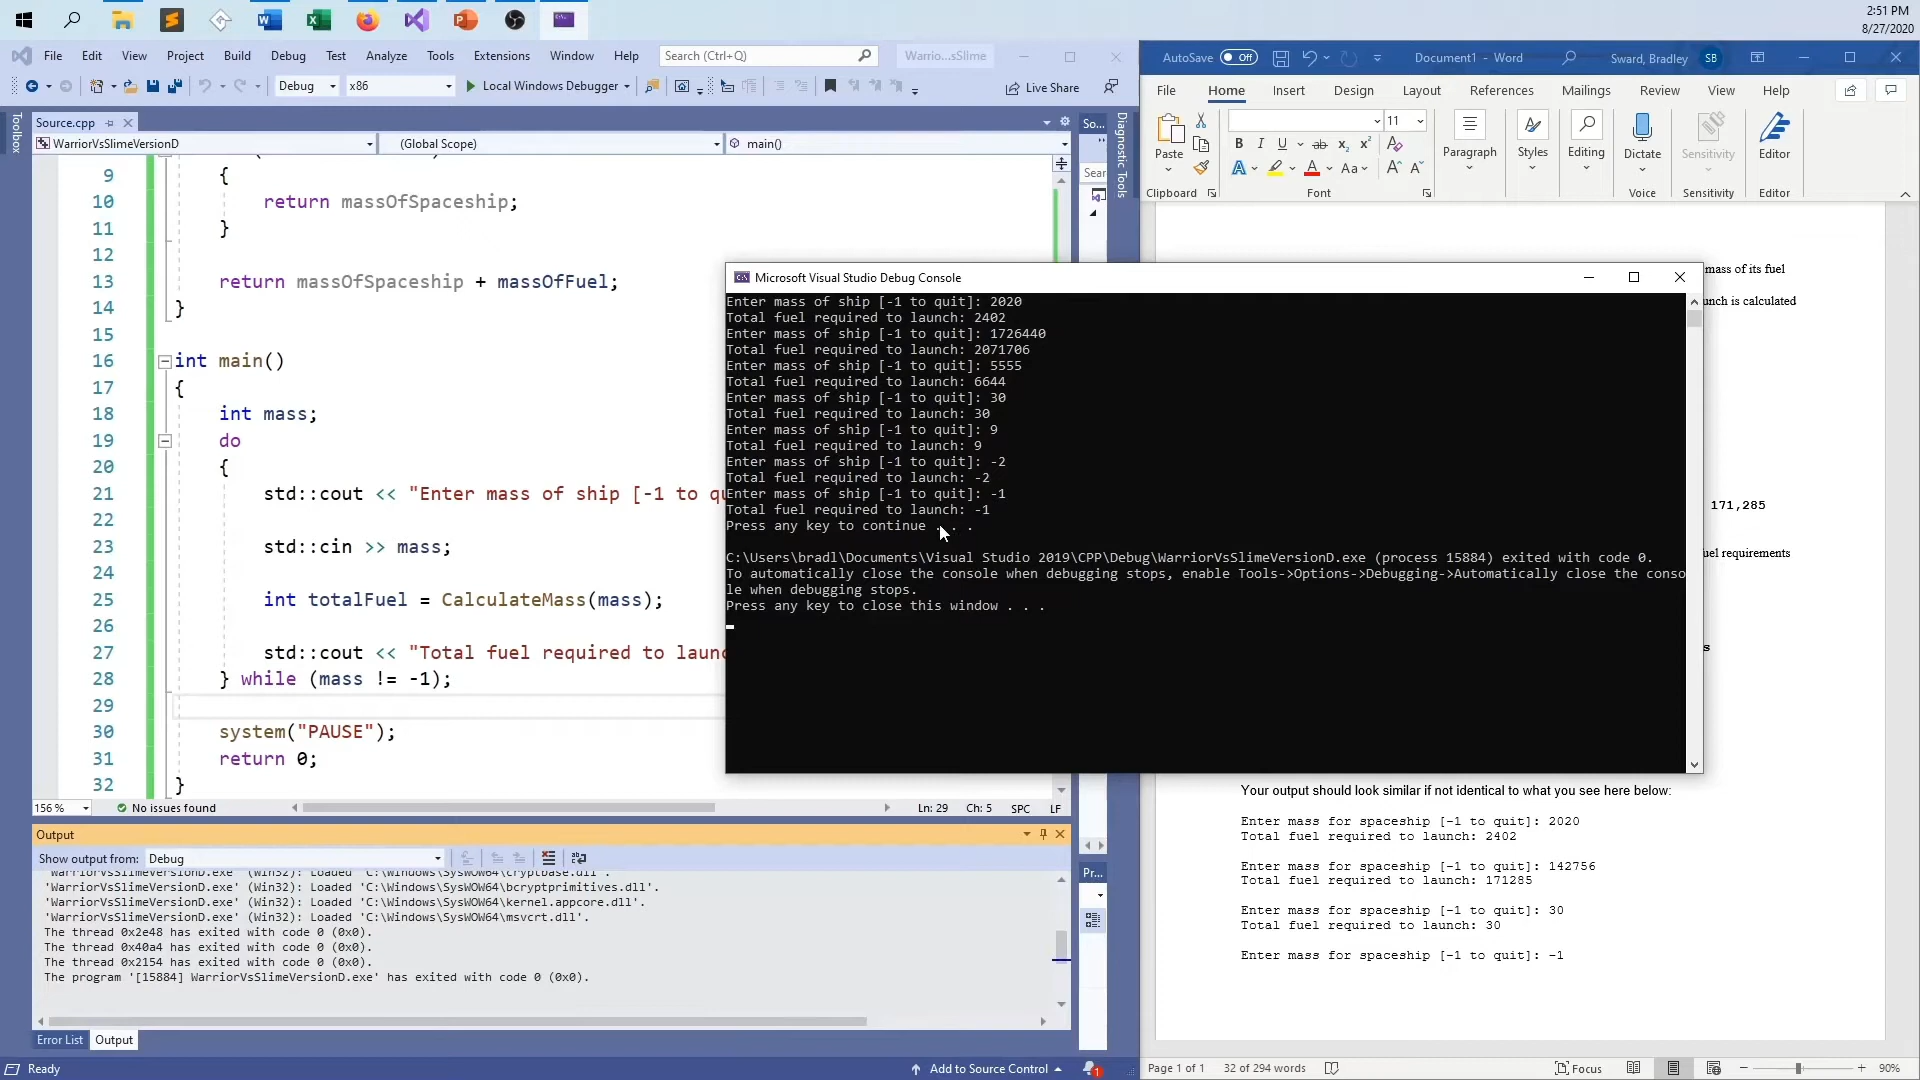 2:51 PM
8/27/2020
File Edit View Project Build Debug Test Analyze Tools Extensions Window Help Search (Ctrl+Q) Warrio...sSlime
Debug x86 Local Windows Debugger Live Share
Toolbox
Source.cpp
WarriorVsSlimeVersionD (Global Scope) main()
9 {
10 return massOfSpaceship;
11 }
12
13 return massOfSpaceship + massOfFuel;
14 }
15
16 int main()
17 {
18 int mass;
19 do
20 {
21 std::cout << "Enter mass of ship [-1 to qu
22
23 std::cin >> mass;
24
25 int totalFuel = CalculateMass(mass);
26
27 std::cout << "Total fuel required to launc
28 } while (mass != -1);
29
30 system("PAUSE");
31 return 0;
32 }
156 % No issues found Ln: 29 Ch: 5 SPC LF
Output
Show output from: Debug
'WarriorVsSlimeVersionD.exe' (Win32): Loaded 'C:\Windows\SysWOW64\cryptbase.dll'.
'WarriorVsSlimeVersionD.exe' (Win32): Loaded 'C:\Windows\SysWOW64\bcryptprimitives.dll'.
'WarriorVsSlimeVersionD.exe' (Win32): Loaded 'C:\Windows\SysWOW64\kernel.appcore.dll'.
'WarriorVsSlimeVersionD.exe' (Win32): Loaded 'C:\Windows\SysWOW64\msvcrt.dll'.
The thread 0x2e48 has exited with code 0 (0x0).
The thread 0x40a4 has exited with code 0 (0x0).
The thread 0x2154 has exited with code 0 (0x0).
The program '[15884] WarriorVsSlimeVersionD.exe' has exited with code 0 (0x0).
Error List Output
Ready Add to Source Control 1
So...
Sear
Pr...
Diagnostic Tools
Microsoft Visual Studio Debug Console
Enter mass of ship [-1 to quit]: 2020
Total fuel required to launch: 2402
Enter mass of ship [-1 to quit]: 1726440
Total fuel required to launch: 2071706
Enter mass of ship [-1 to quit]: 5555
Total fuel required to launch: 6644
Enter mass of ship [-1 to quit]: 30
Total fuel required to launch: 30
Enter mass of ship [-1 to quit]: 9
Total fuel required to launch: 9
Enter mass of ship [-1 to quit]: -2
Total fuel required to launch: -2
Enter mass of ship [-1 to quit]: -1
Total fuel required to launch: -1
Press any key to continue . . .
C:\Users\bradl\Documents\Visual Studio 2019\CPP\Debug\WarriorVsSlimeVersionD.exe (process 15884) exited with code 0.
To automatically close the console when debugging stops, enable Tools->Options->Debugging->Automatically close the conso
le when debugging stops.
Press any key to close this window . . .
AutoSave Off Document1 - Word Sward, Bradley SB
File Home Insert Design Layout References Mailings Review View Help
11
Paste Paragraph Styles Editing Dictate Sensitivity Editor
Clipboard Font Voice Sensitivity Editor
mass of its fuel
unch is calculated
171,285
uel requirements
s
Your output should look similar if not identical to what you see here below:
Enter mass for spaceship [-1 to quit]: 2020
Total fuel required to launch: 2402
Enter mass for spaceship [-1 to quit]: 142756
Total fuel required to launch: 171285
Enter mass for spaceship [-1 to quit]: 30
Total fuel required to launch: 30
Enter mass for spaceship [-1 to quit]: -1
Page 1 of 1 32 of 294 words Focus 90%